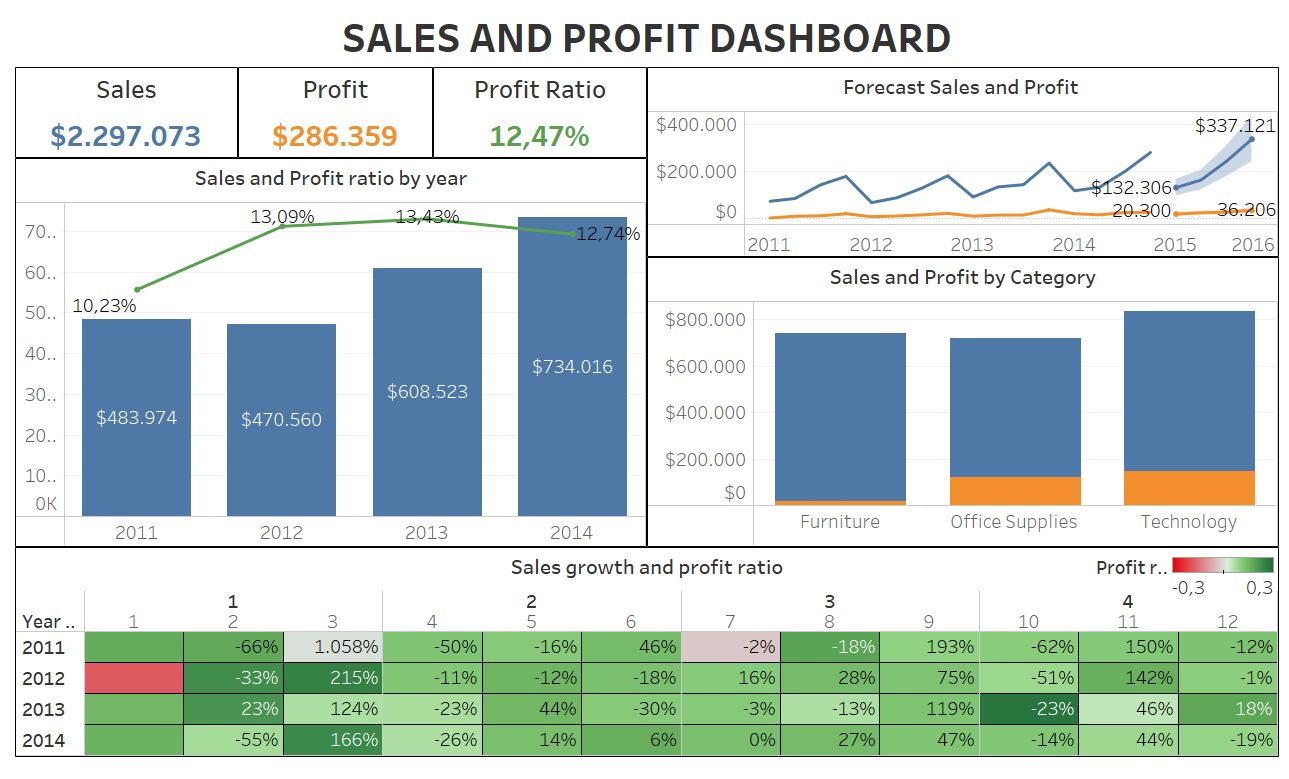 SALES AND PROFIT DASHBOARD
Sales Profit Profit Ratio
$2.297.073 $286.359 12,47%
Sales and Profit ratio by year
70..
60..
50..
40..
30..
20..
10..
0K
10,23% 13,09% 13,43% 12,74%
$483.974 $470.560 $608.523 $734.016
2011 2012 2013 2014
Forecast Sales and Profit
$400.000
$200.000
$0
$337.121
$132.306
20.300 36.206
2011 2012 2013 2014 2015 2016
Sales and Profit by Category
$800.000
$600.000
$400.000
$200.000
$0
Furniture Office Supplies Technology
Sales growth and profit ratio
Profit r..
-0,3 0,3
1 2 3 4
Year .. 1 2 3 4 5 6 7 8 9 10 11 12
2011 -66% 1.058% -50% -16% 46% -2% -18% 193% -62% 150% -12%
2012 -33% 215% -11% -12% -18% 16% 28% 75% -51% 142% -1%
2013 23% 124% -23% 44% -30% -3% -13% 119% -23% 46% 18%
2014 -55% 166% -26% 14% 6% 0% 27% 47% -14% 44% -19%